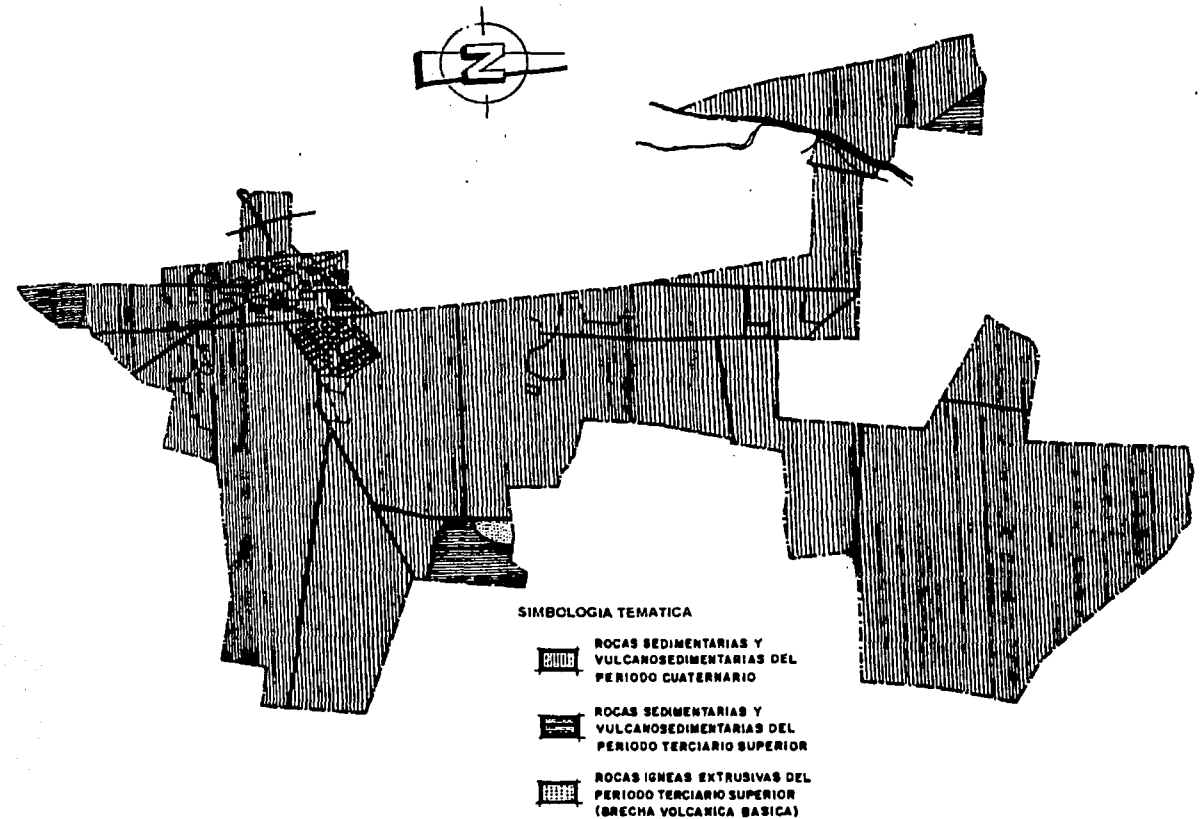 N
SIMBOLOGIA TEMATICA
ROCAS SEDIMENTARIAS Y
VULCANOSEDIMENTARIAS DEL
PERIODO CUATERNARIO
ROCAS SEDIMENTARIAS Y
VULCANOSEDIMENTARIAS DEL
PERIODO TERCIARIO SUPERIOR
ROCAS IGNEAS EXTRUSIVAS DEL
PERIODO TERCIARIO SUPERIOR
(BRECHA VOLCANICA BASICA)